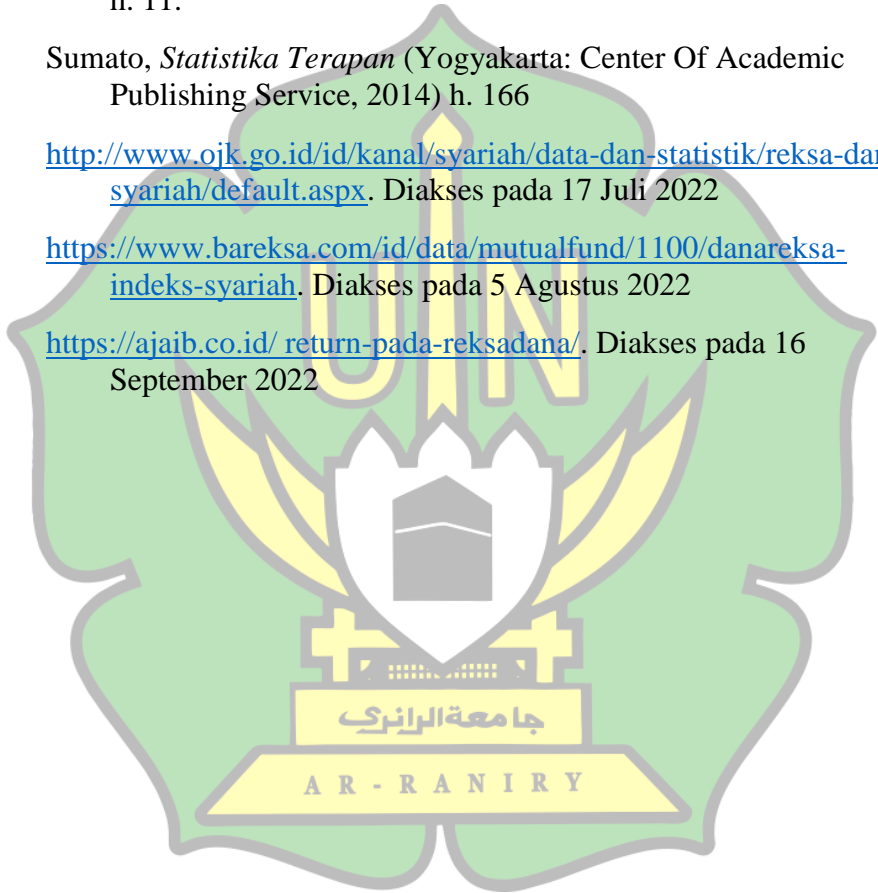 h. 11.
Sumato, Statistika Terapan (Yogyakarta: Center Of Academic
Publishing Service, 2014) h. 166
http://www.ojk.go.id/id/kanal/syariah/data-dan-statistik/reksa-dan
syariah/default.aspx. Diakses pada 17 Juli 2022
https://www.bareksa.com/id/data/mutualfund/1100/danareksa-
indeks-syariah. Diakses pada 5 Agustus 2022
https://ajaib.co.id/ return-pada-reksadana/. Diakses pada 16
September 2022
UIN
جامعة الرانري
AR-RANIRY